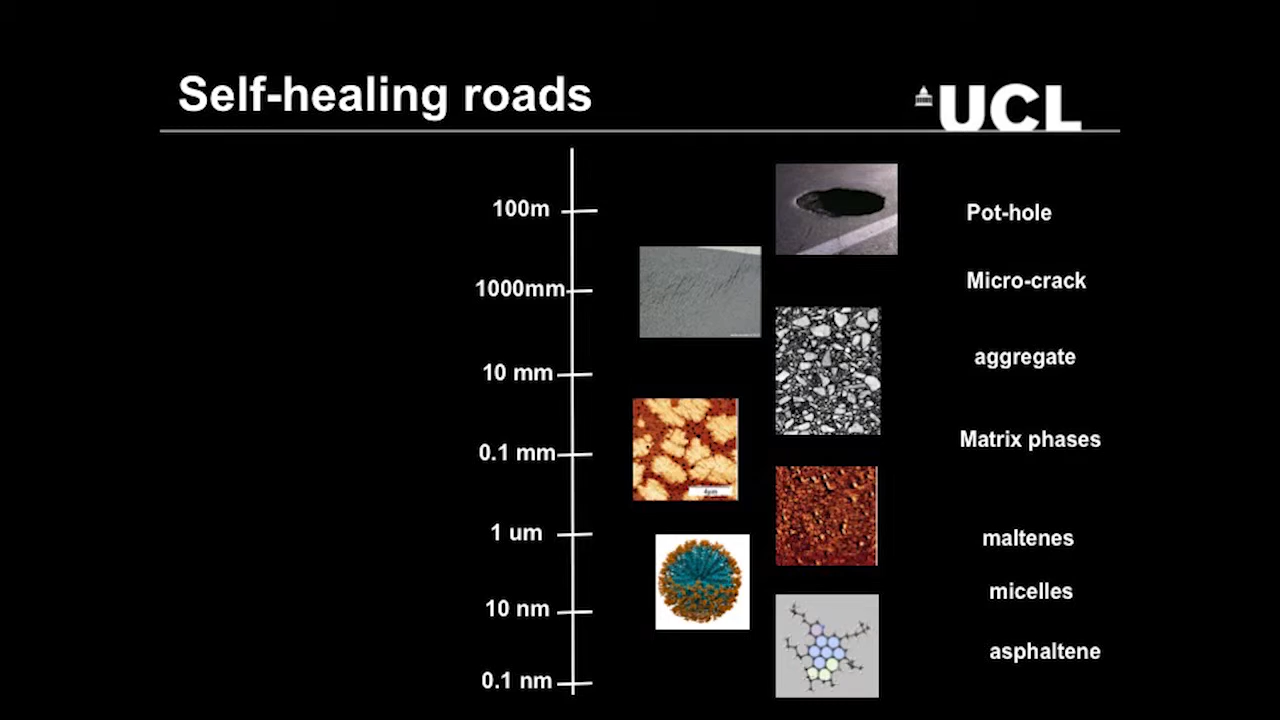 Self-healing roads
UCL
100m
Pot-hole
1000mm
Micro-crack
10 mm
aggregate
0.1 mm
Matrix phases
4µm
1 um
maltenes
micelles
10 nm
asphaltene
0.1 nm